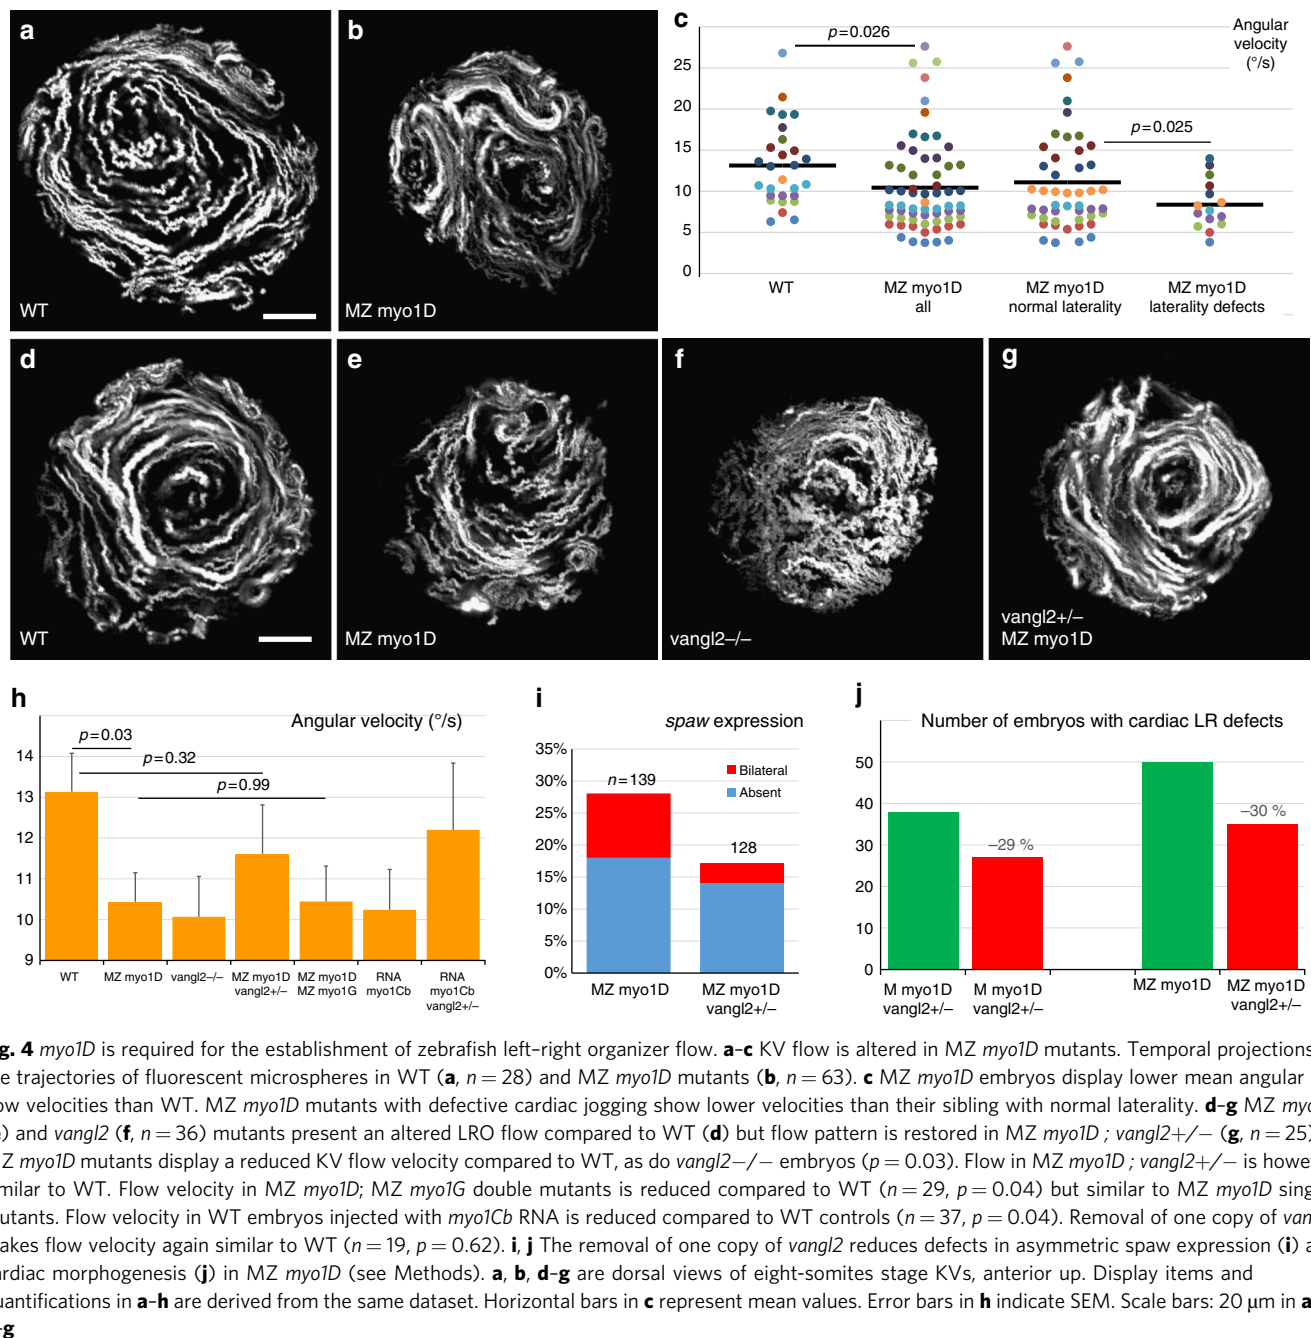 a
WT
b
MZ myo1D
c
Angular
velocity
(°/s)
p=0.026
p=0.025
25
20
15
10
5
0
WT
MZ myo1D
all
MZ myo1D
normal laterality
MZ myo1D
laterality defects
d
WT
e
MZ myo1D
f
vangl2–/–
g
vangl2+/–
MZ myo1D
h
Angular velocity (°/s)
p=0.03
p=0.32
p=0.99
14
13
12
11
10
9
WT
MZ myo1D
vangl2–/–
MZ myo1D
vangl2+/–
MZ myo1D
MZ myo1G
RNA
myo1Cb
RNA
myo1Cb
vangl2+/–
i
spaw expression
35%
30%
25%
20%
15%
10%
5%
0%
n=139
128
Bilateral
Absent
MZ myo1D
MZ myo1D
vangl2+/–
j
Number of embryos with cardiac LR defects
50
40
30
20
10
0
–29 %
–30 %
M myo1D
vangl2+/–
M myo1D
vangl2+/–
MZ myo1D
MZ myo1D
vangl2+/–
4 myo1D is required for the establishment of zebrafish left–right organizer flow. a–c KV flow is altered in MZ myo1D mutants. Temporal projections
trajectories of fluorescent microspheres in WT (a, n = 28) and MZ myo1D mutants (b, n = 63). c MZ myo1D embryos display lower mean angular
velocities than WT. MZ myo1D mutants with defective cardiac jogging show lower velocities than their sibling with normal laterality. d–g MZ
and vangl2 (f, n = 36) mutants present an altered LRO flow compared to WT (d) but flow pattern is restored in MZ myo1D ; vangl2+/− (g, n = 25)
myo1D mutants display a reduced KV flow velocity compared to WT, as do vangl2−/− embryos (p = 0.03). Flow in MZ myo1D ; vangl2+/− is
to WT. Flow velocity in MZ myo1D; MZ myo1G double mutants is reduced compared to WT (n = 29, p = 0.04) but similar to MZ myo1D
Flow velocity in WT embryos injected with myo1Cb RNA is reduced compared to WT controls (n = 37, p = 0.04). Removal of one copy of
flow velocity again similar to WT (n = 19, p = 0.62). i, j The removal of one copy of vangl2 reduces defects in asymmetric spaw expression (i)
morphogenesis (j) in MZ myo1D (see Methods). a, b, d–g are dorsal views of eight-somites stage KVs, anterior up. Display items and
in a–h are derived from the same dataset. Horizontal bars in c represent mean values. Error bars in h indicate SEM. Scale bars: 20 μm in a
g